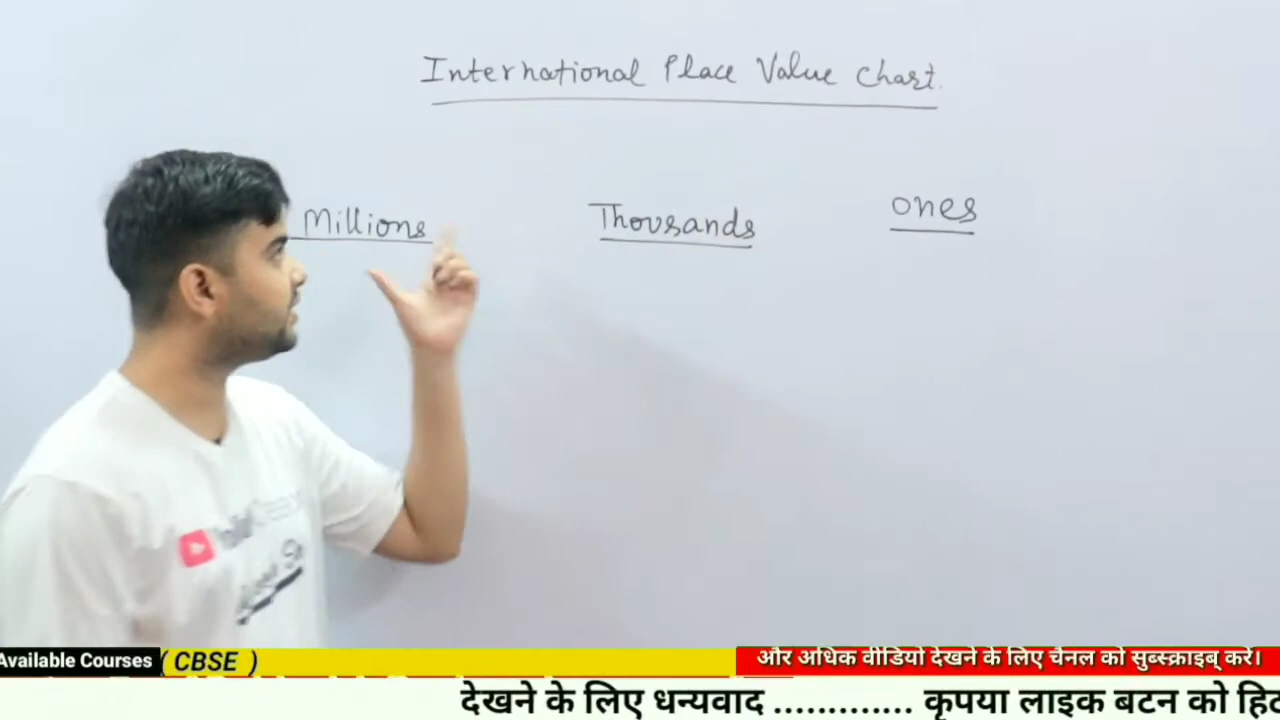 International Place Value Chart.
Millions Thousands ones
Available Courses ( CBSE )
और अधिक वीडियो देखने के लिए चैनल को सुब्स्क्राइब् करें।
देखने के लिए धन्यवाद ............. कृपया लाइक बटन को